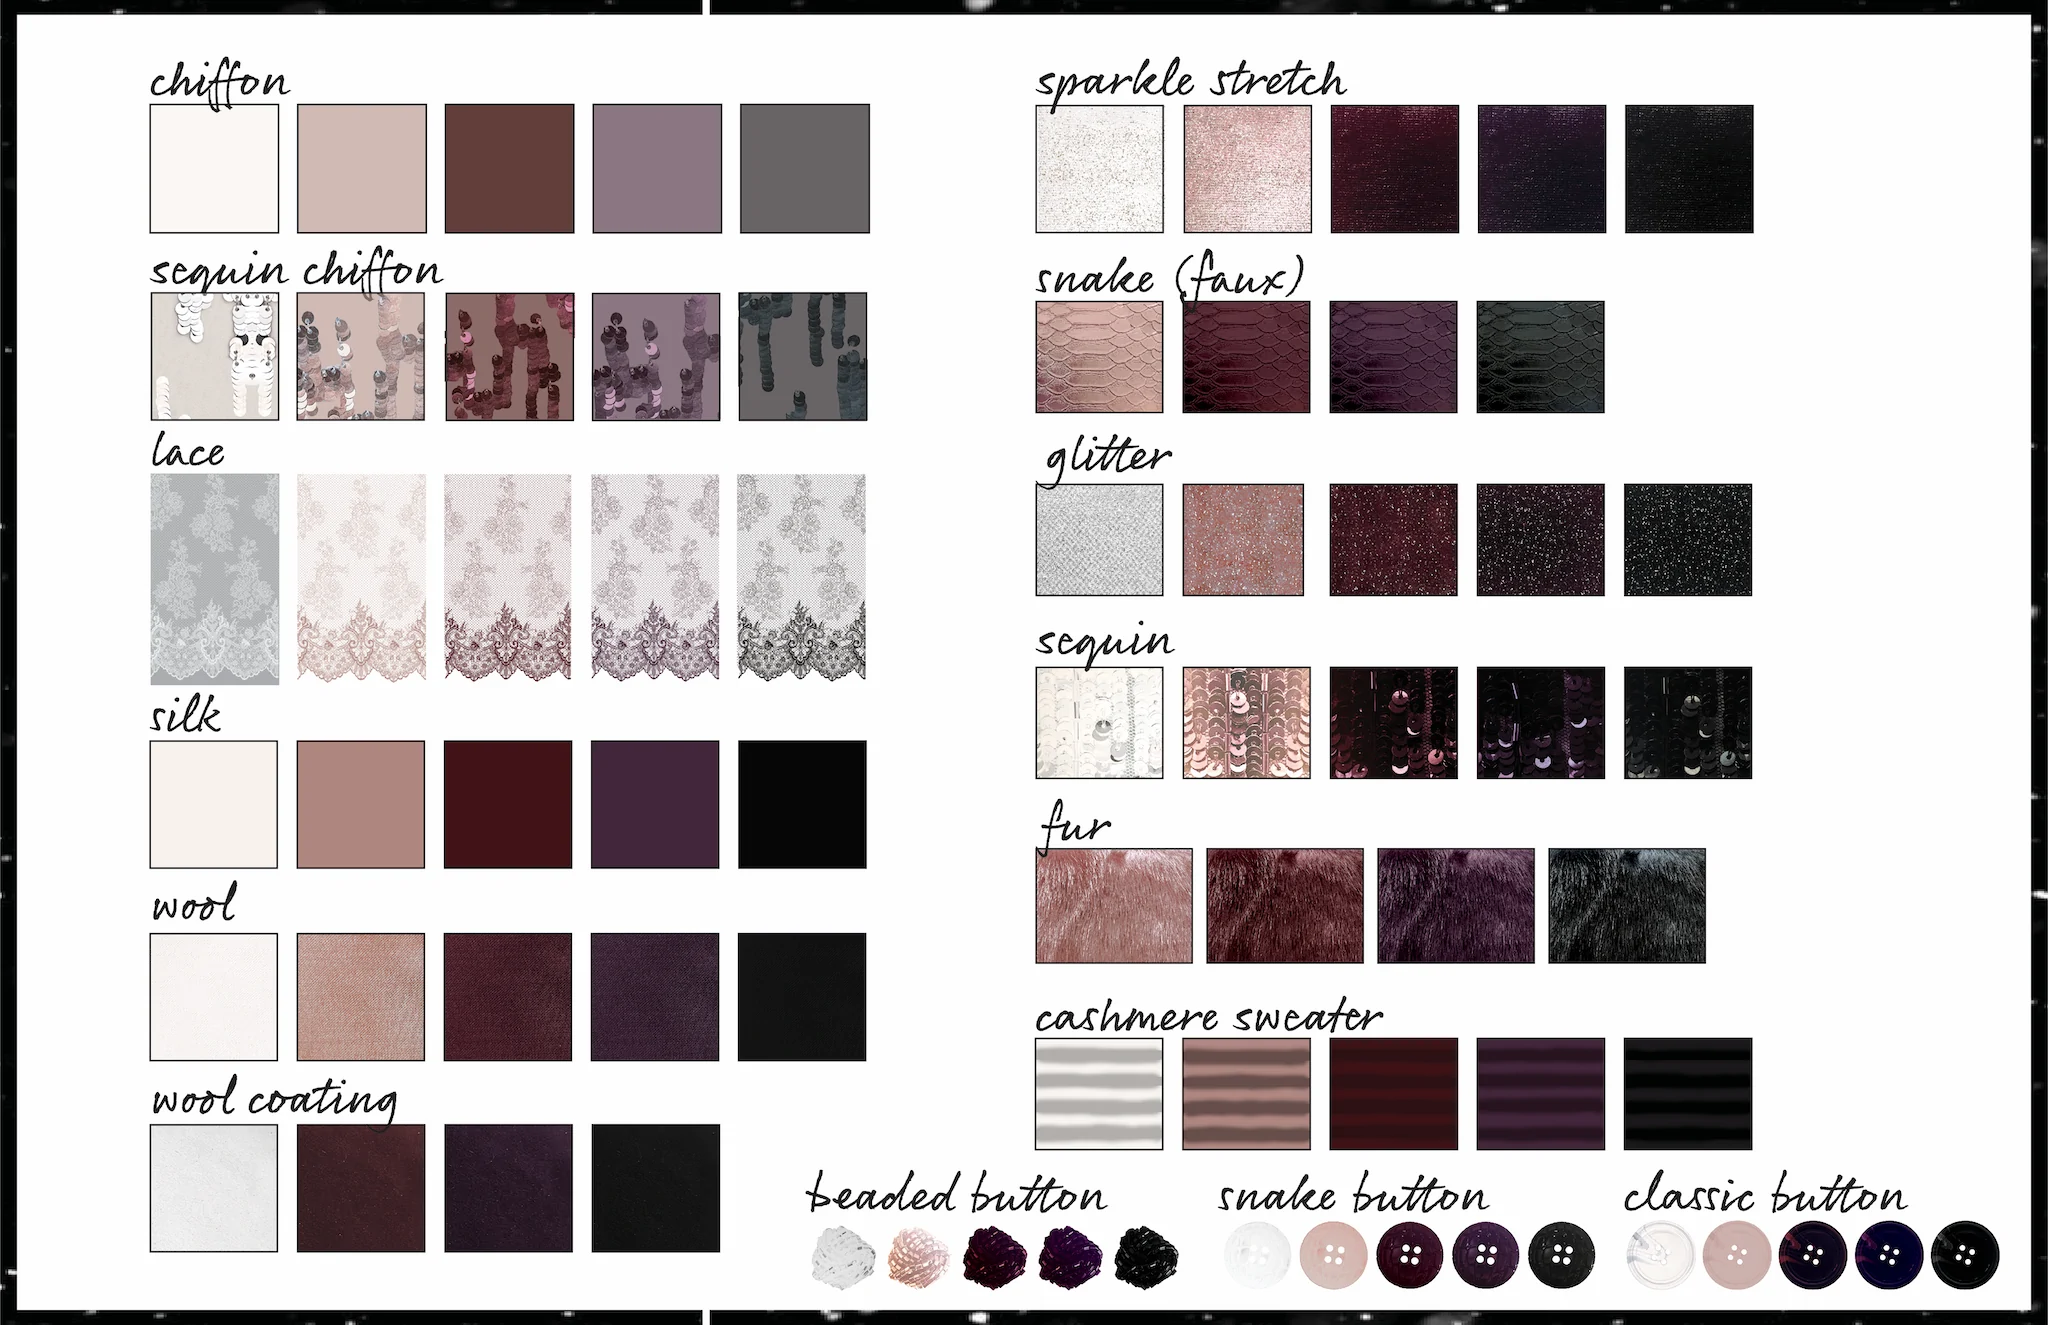 chiffon
sequin chiffon
lace
silk
wool
wool coating
sparkle stretch
snake (faux)
glitter
sequin
fur
cashmere sweater
beaded button
snake button
classic button